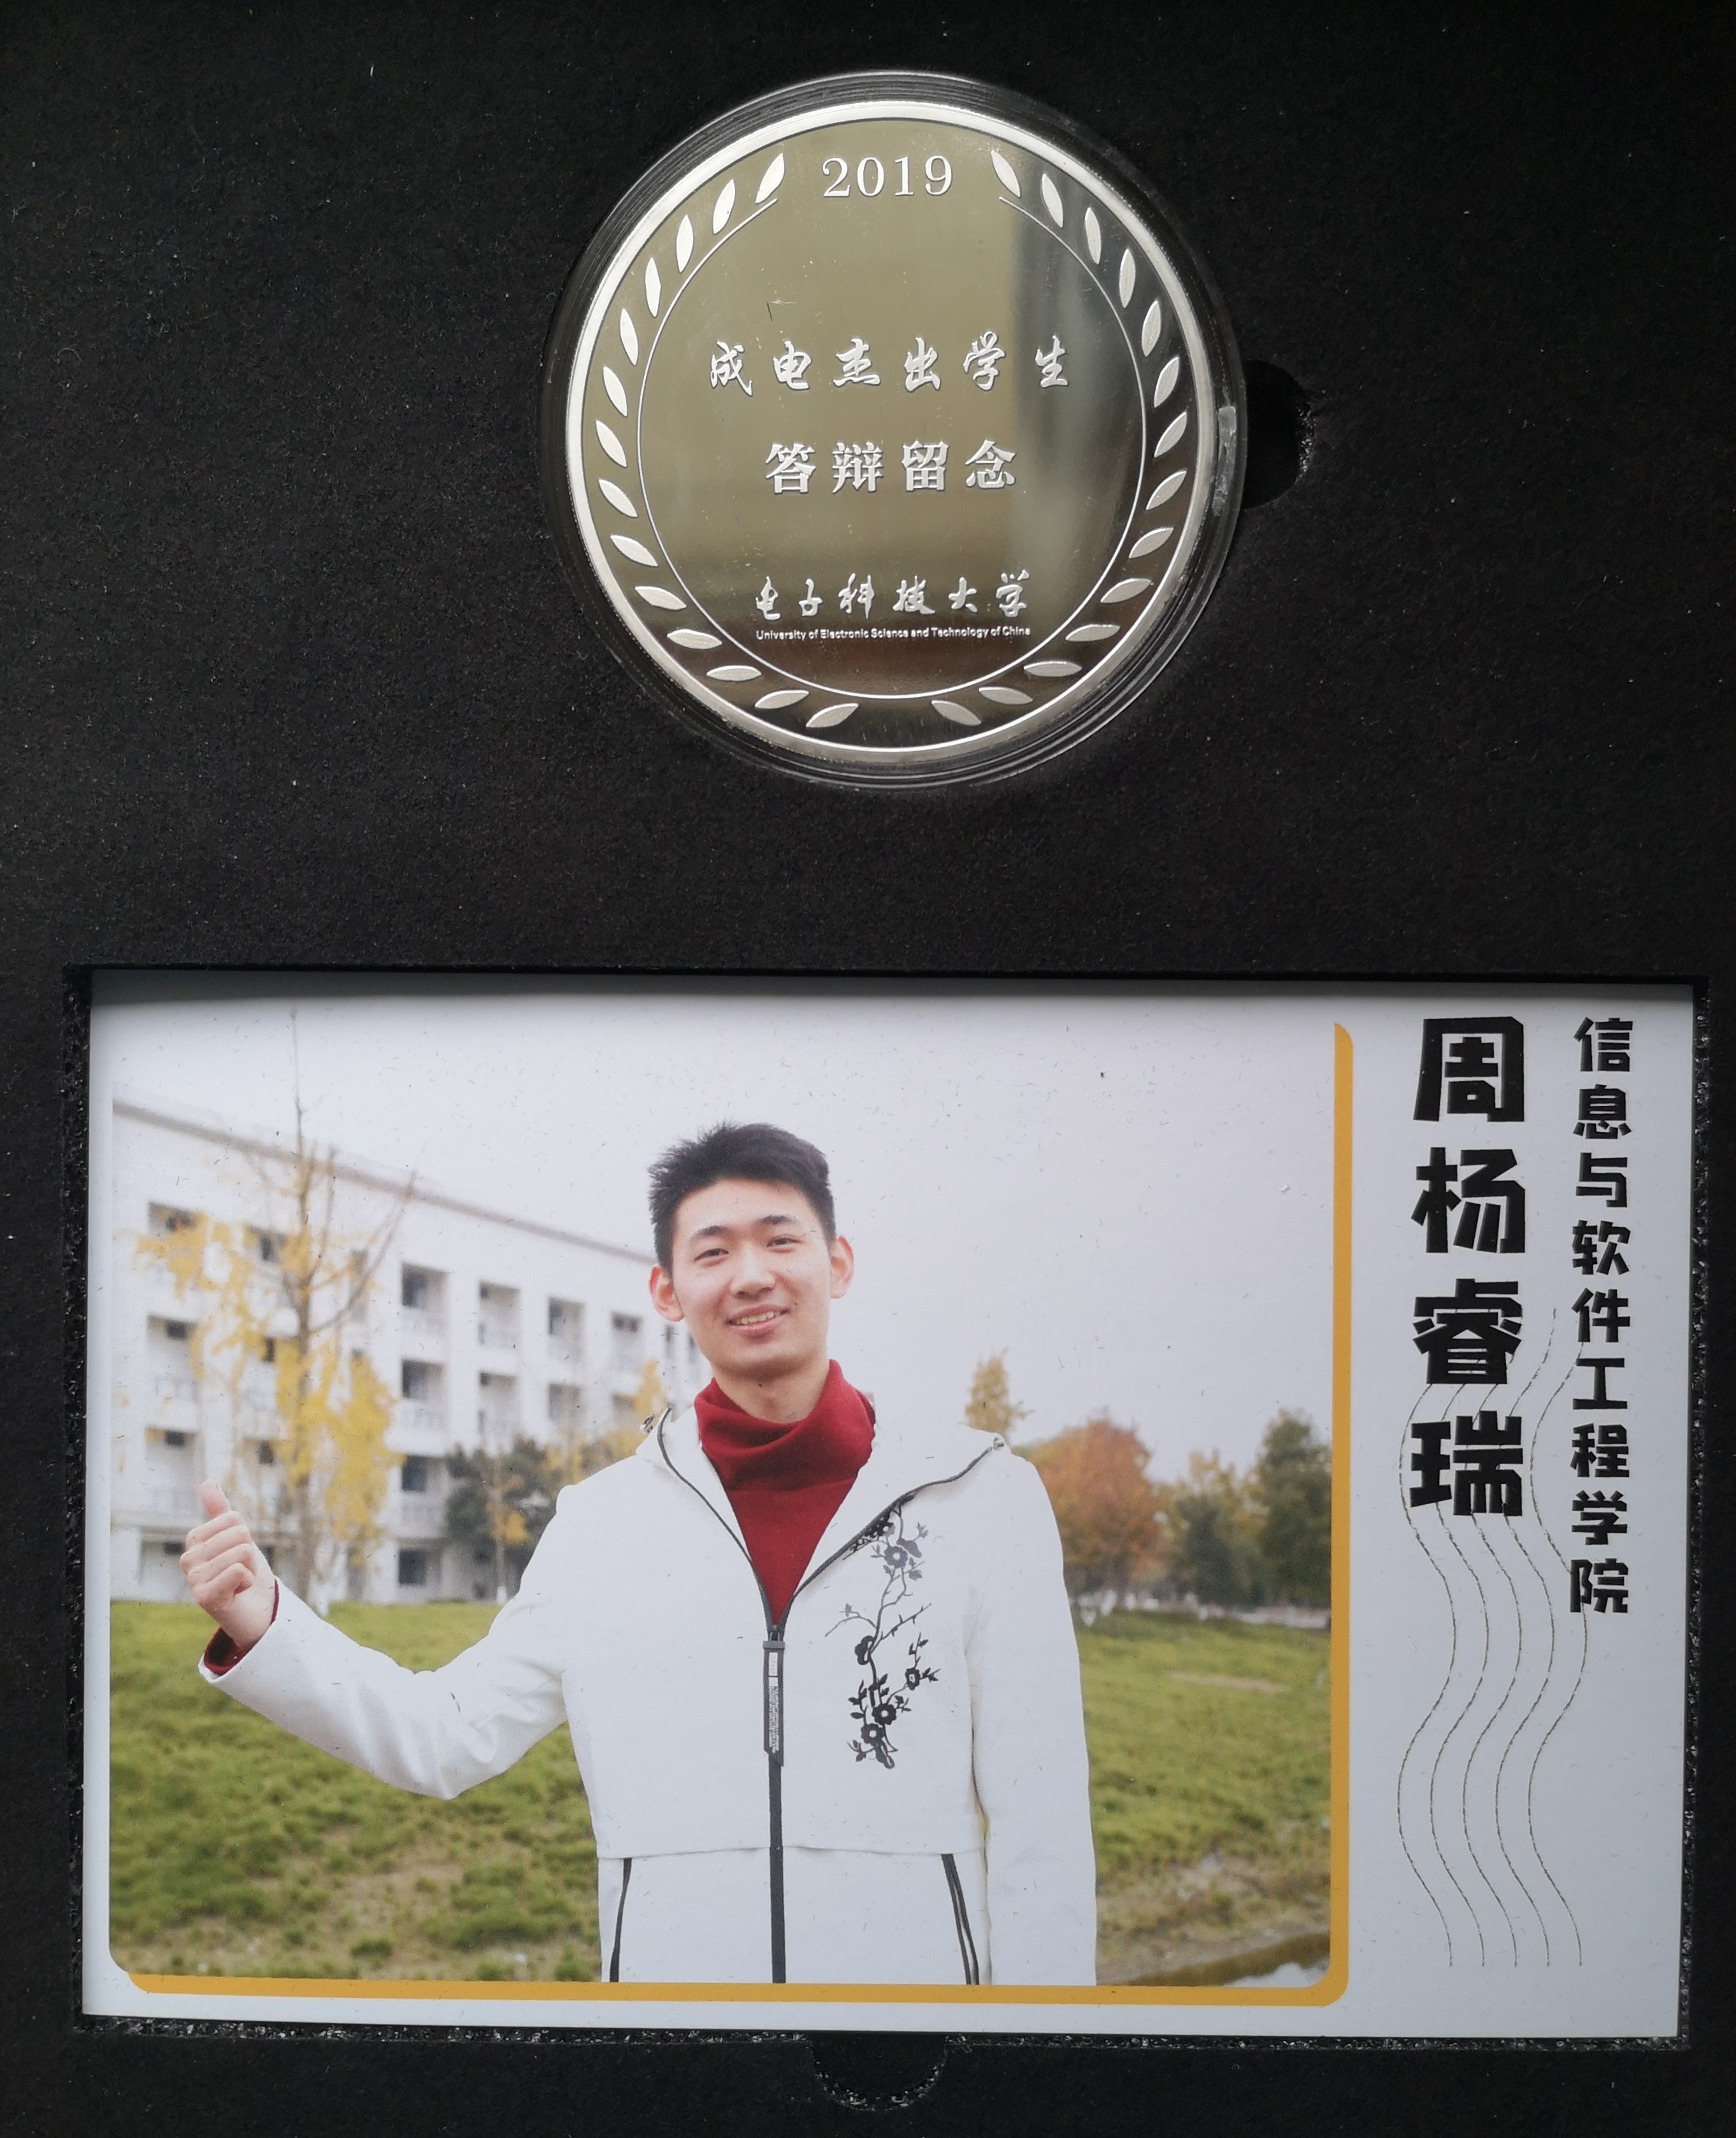 2019
成电杰出学生
答辩留念
电子科技大学
University of Electronic Science and Technology of China
信息与软件工程学院
周杨睿瑞